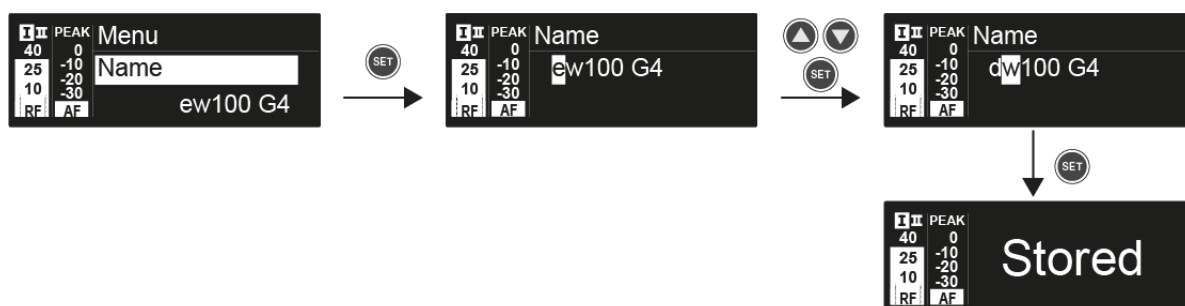 I II PEAK Menu
40 0
25 -10 Name
-20
10 -30
RF AF ew100 G4
SET
I II PEAK Name
40 0
25 -10 ew100 G4
-20
10 -30
RF AF
SET
I II PEAK Name
40 0
25 -10 dw100 G4
-20
10 -30
RF AF
SET
I II PEAK
40 0
25 -10 Stored
-20
10 -30
RF AF